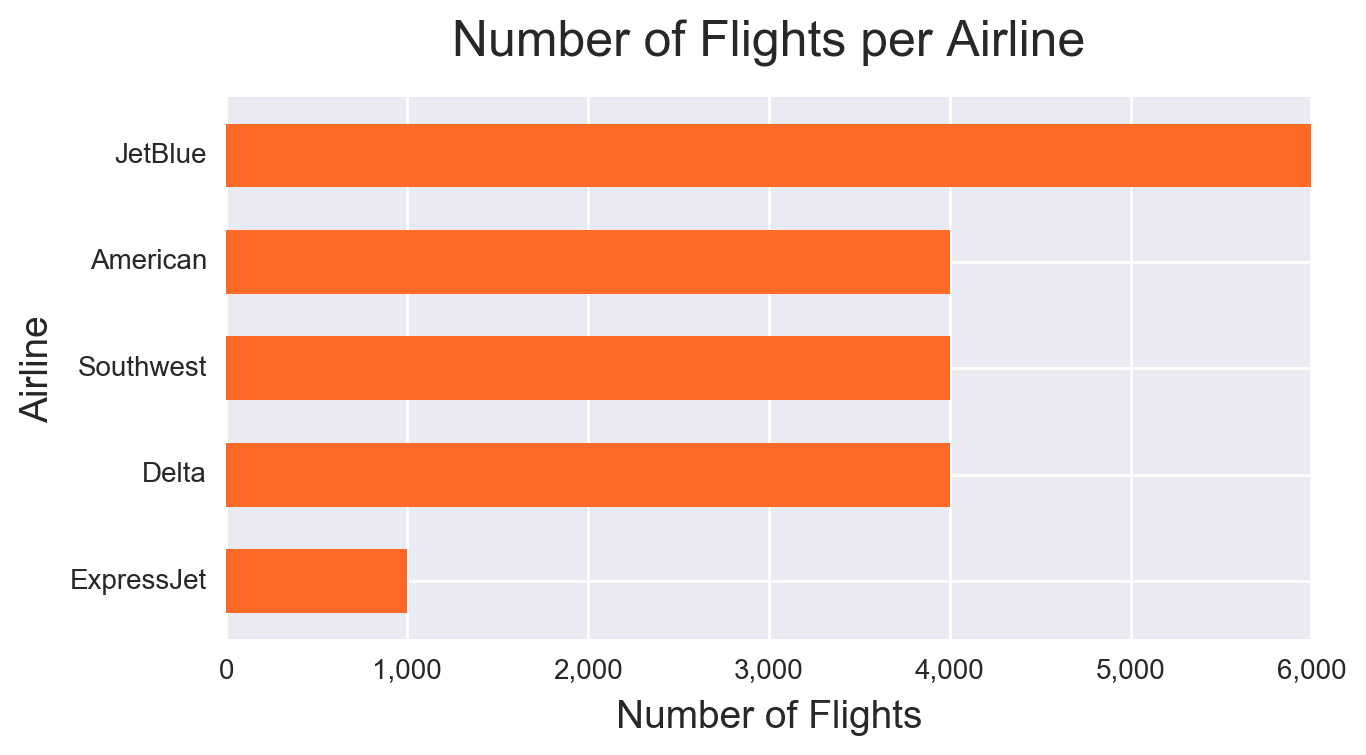 Number of Flights per Airline
JetBlue
American
Southwest
Delta
ExpressJet
Airline
0 1,000 2,000 3,000 4,000 5,000 6,000
Number of Flights